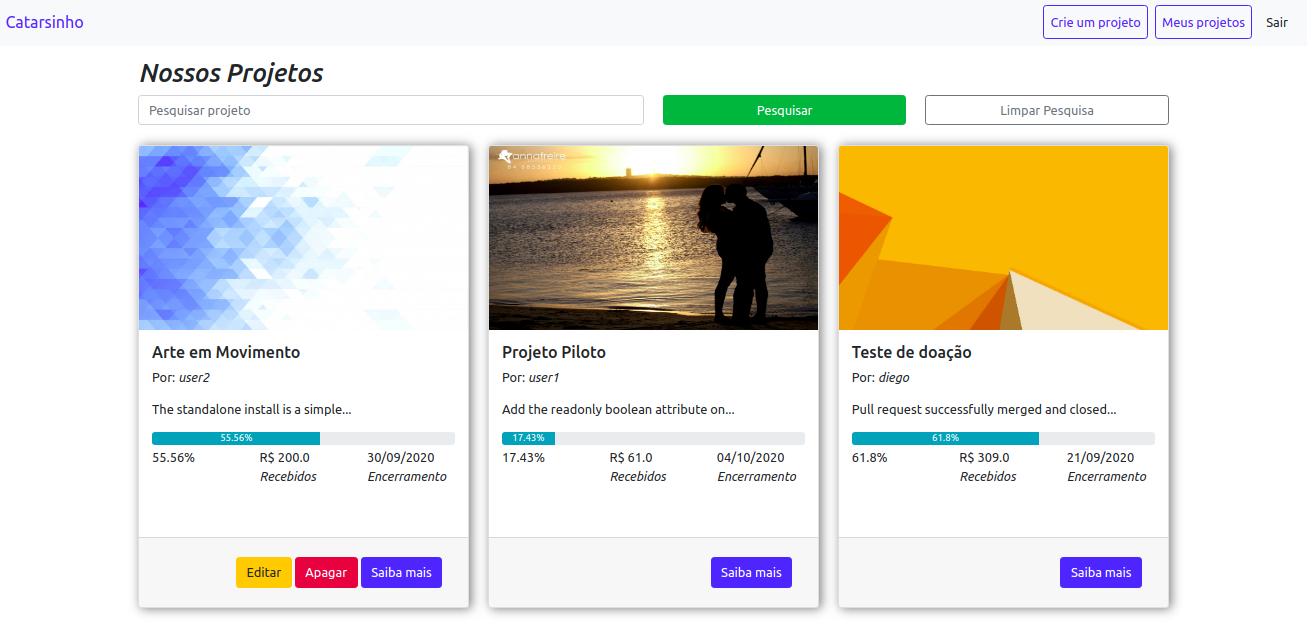 Catarsinho
Crie um projeto
Meus projetos
Sair
Nossos Projetos
Pesquisar projeto
Pesquisar
Limpar Pesquisa
annafreire
Arte em Movimento
Por: user2
The standalone install is a simple...
55.56%
55.56%
R$ 200.0
30/09/2020
Recebidos
Encerramento
Editar
Apagar
Saiba mais
Projeto Piloto
Por: user1
Add the readonly boolean attribute on...
17.43%
17.43%
R$ 61.0
04/10/2020
Recebidos
Encerramento
Saiba mais
Teste de doação
Por: diego
Pull request successfully merged and closed...
61.8%
61.8%
R$ 309.0
21/09/2020
Recebidos
Encerramento
Saiba mais